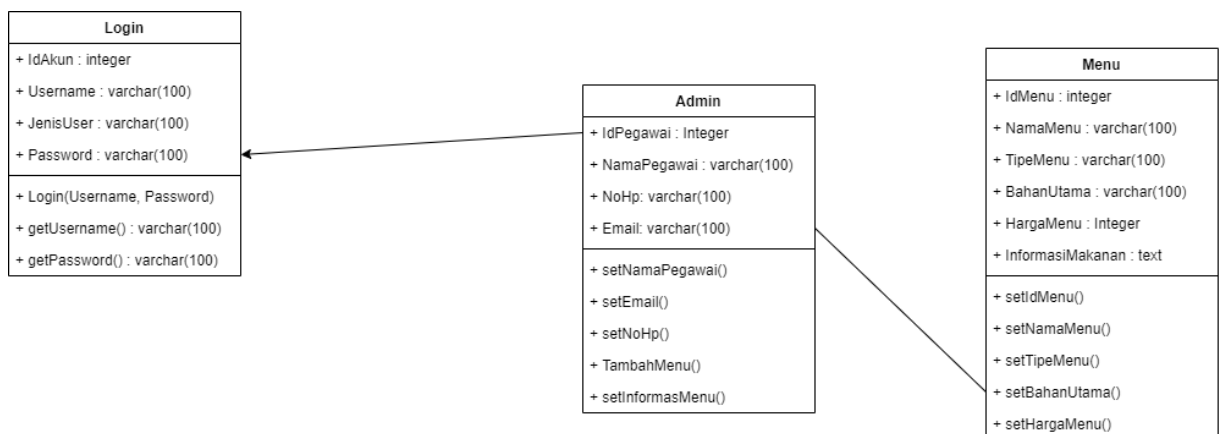 Login
+ IdAkun : integer
+ Username : varchar(100)
+ JenisUser : varchar(100)
+ Password : varchar(100)
+ Login(Username, Password)
+ getUsername() : varchar(100)
+ getPassword() : varchar(100)
Admin
+ IdPegawai : Integer
+ NamaPegawai : varchar(100)
+ NoHp: varchar(100)
+ Email: varchar(100)
+ setNamaPegawai()
+ setEmail()
+ setNoHp()
+ TambahMenu()
+ setInformasMenu()
Menu
+ IdMenu : integer
+ NamaMenu : varchar(100)
+ TipeMenu : varchar(100)
+ BahanUtama : varchar(100)
+ HargaMenu : Integer
+ InformasiMakanan : text
+ setIdMenu()
+ setNamaMenu()
+ setTipeMenu()
+ setBahanUtama()
+ setHargaMenu()